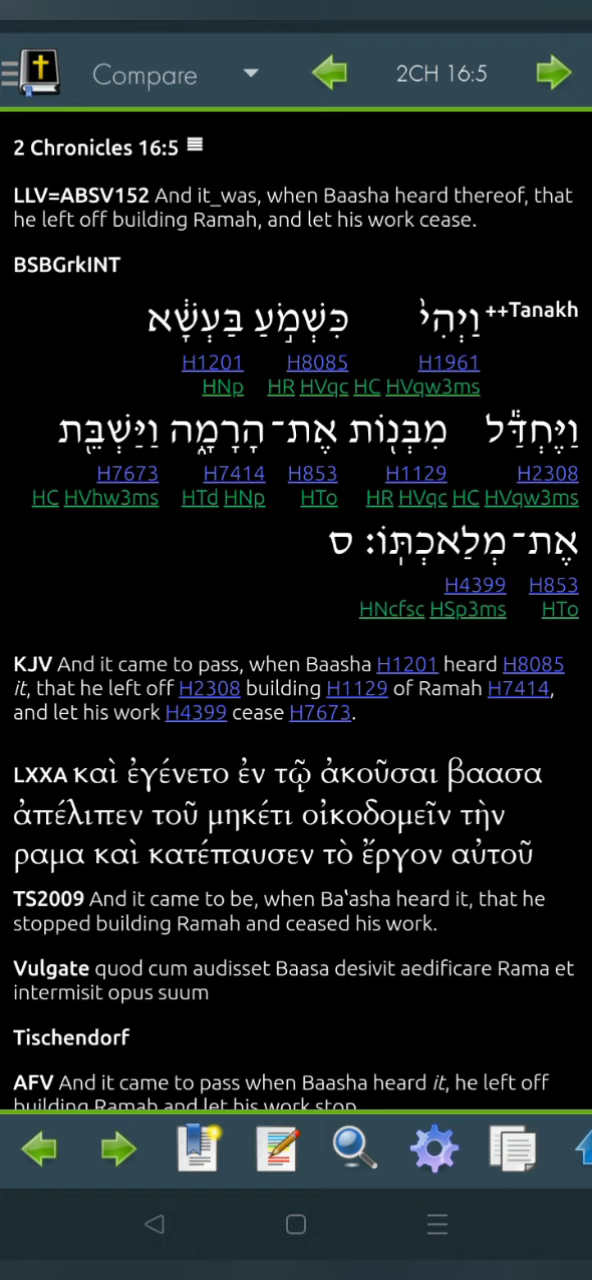 Compare
2CH 16:5
2 Chronicles 16:5
LLV=ABSV152 And it_was, when Baasha heard thereof, that
he left off building Ramah, and let his work cease.
BSBGrkINT
++Tanakh וַיְהִי֙ כִּשְׁמֹ֣עַ בַּעְשָׁ֔א
H1201 H8085 H1961
HNp HR HVqc HC HVqw3ms
וַיֶּחְדַּ֕ל מִבְּנ֖וֹת אֶת־ הָרָמָ֑ה וַיַּשְׁבֵּ֖ת
H7673 H7414 H853 H1129 H2308
HC HVhw3ms HTd HNp HTo HR HVqc HC HVqw3ms
אֶת־ מְלַאכְתּֽוֹ׃ ס
H4399 H853
HNcfsc HSp3ms HTo
KJV And it came to pass, when Baasha H1201 heard H8085
it, that he left off H2308 building H1129 of Ramah H7414,
and let his work H4399 cease H7673.
LXXA καὶ ἐγένετο ἐν τῷ ἀκοῦσαι βαασα
ἀπέλιπεν τοῦ μηκέτι οἰκοδομεῖν τὴν
ραμα καὶ κατέπαυσεν τὸ ἔργον αὐτοῦ
TS2009 And it came to be, when Baʽasha heard it, that he
stopped building Ramah and ceased his work.
Vulgate quod cum audisset Baasa desivit aedificare Rama et
intermisit opus suum
Tischendorf
AFV And it came to pass when Baasha heard it, he left off
building Ramah and let his work stop